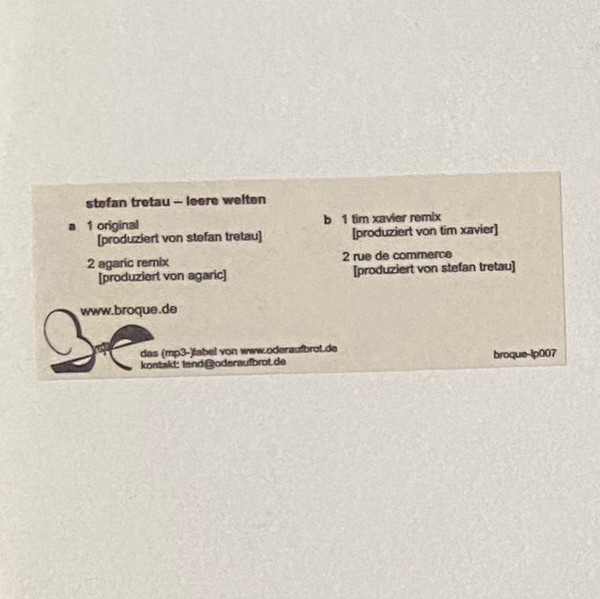 stefan tretau – leere welten
a 1 original
[produziert von stefan tretau]
2 agaric remix
[produziert von agaric]
b 1 tim xavier remix
[produziert von tim xavier]
2 rue de commerce
[produziert von stefan tretau]
www.broque.de
das (mp3-)label von www.oderaufbrot.de
kontakt: tend@oderaufbrot.de
broque-lp007